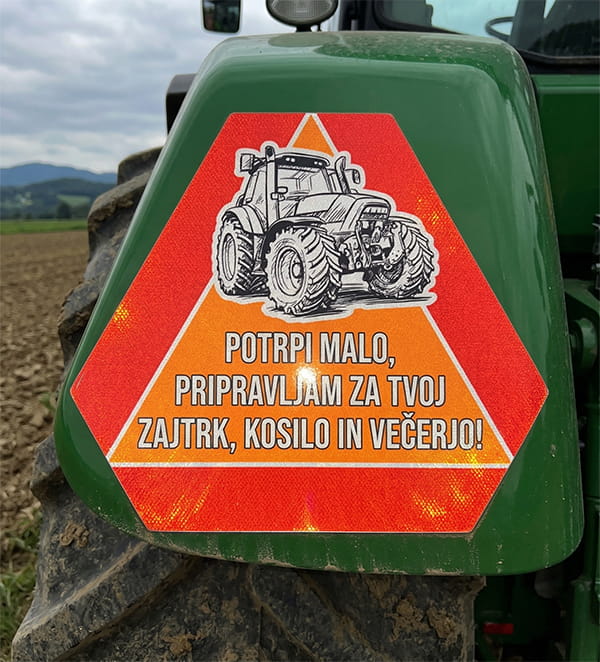 POTRPI MALO,
PRIPRAVLJAM ZA TVOJ
ZAJTRK, KOSILO IN VEČERJO!